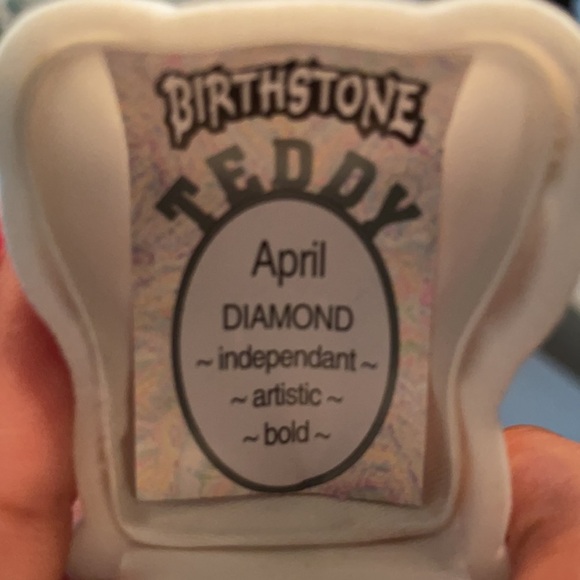 BIRTHSTONE
TEDDY
April
DIAMOND
~ independant ~
~ artistic ~
~ bold ~